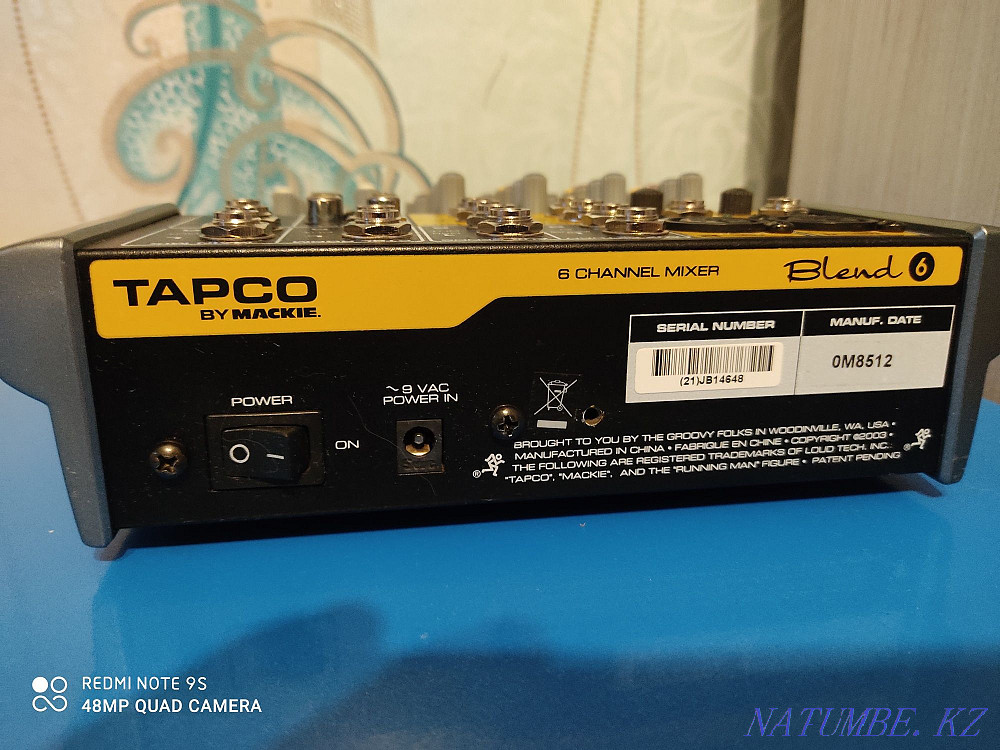 TAPCO
BY MACKIE.
6 CHANNEL MIXER
Blend 6
SERIAL NUMBER
MANUF. DATE
(21)JB14648
0M8512
POWER
ON
~9 VAC
POWER IN
BROUGHT TO YOU BY THE GROOVY FOLKS IN WOODINVILLE, WA, USA •
MANUFACTURED IN CHINA • FABRIQUE EN CHINE • COPYRIGHT ©2003 •
THE FOLLOWING ARE REGISTERED TRADEMARKS OF LOUD TECH. INC.:
"TAPCO", "MACKIE", AND THE "RUNNING MAN" FIGURE • PATENT PENDING
®
®
REDMI NOTE 9S
48MP QUAD CAMERA
NATUMBE. KZ